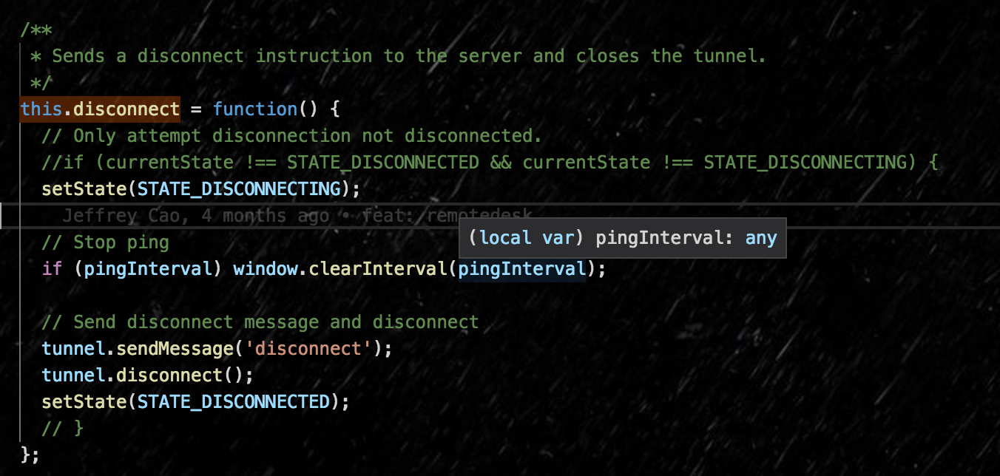 /**
 * Sends a disconnect instruction to the server and closes the tunnel.
 */
this.disconnect = function() {
  // Only attempt disconnection not disconnected.
  //if (currentState !== STATE_DISCONNECTED && currentState !== STATE_DISCONNECTING) {
  setState(STATE_DISCONNECTING);
    Jeffrey Cao, 4 months ago • feat: remotedesk
(local var) pingInterval: any
  // Stop ping
  if (pingInterval) window.clearInterval(pingInterval);

  // Send disconnect message and disconnect
  tunnel.sendMessage('disconnect');
  tunnel.disconnect();
  setState(STATE_DISCONNECTED);
  // }
};